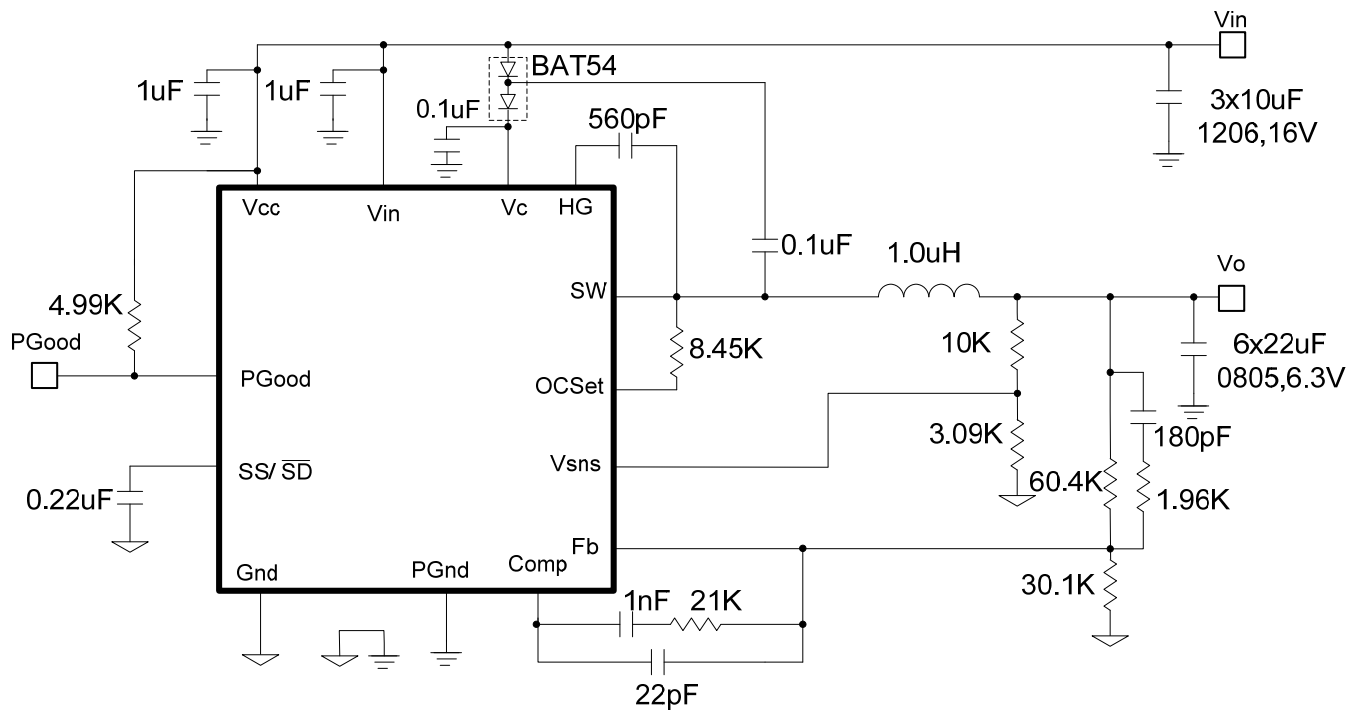 Vin
BAT54
1uF
1uF
0.1uF
3x10uF
1206,16V
560pF
Vcc
Vin
Vc
HG
0.1uF
1.0uH
Vo
SW
4.99K
8.45K
10K
6x22uF
0805,6.3V
PGood
PGood
OCSet
3.09K
180pF
Vsns
SS/ SD
0.22uF
60.4K
1.96K
Fb
Comp
PGnd
Gnd
30.1K
1nF
21K
22pF